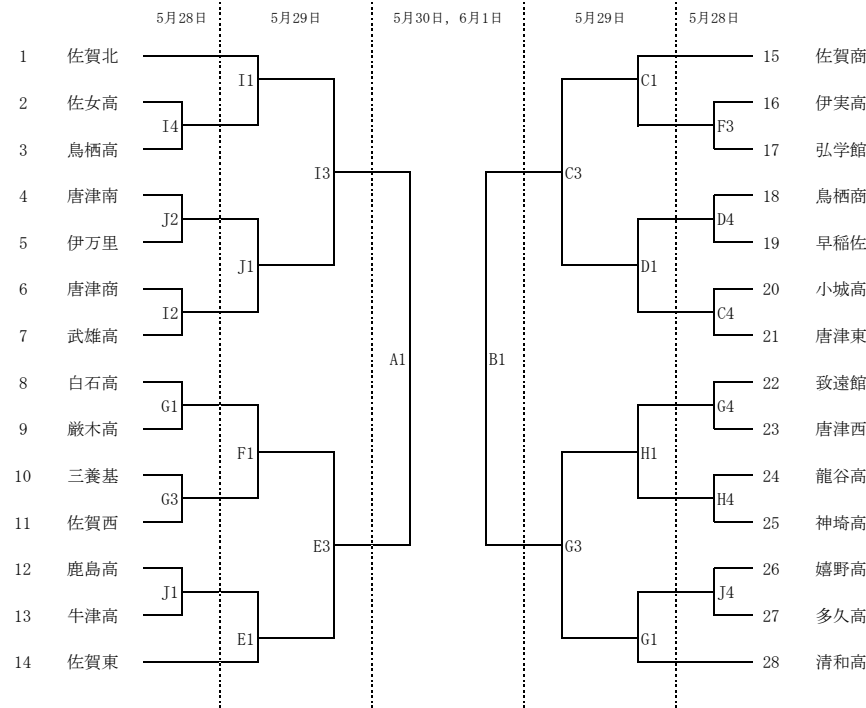 5月28日 5月29日 5月30日, 6月1日 5月29日 5月28日
1 佐賀北 15 佐賀商
I1 C1
2 佐女高 16 伊実高
I4 F3
3 鳥栖高 17 弘学館
I3 C3
4 唐津南 18 鳥栖商
J2 D4
5 伊万里 19 早稲佐
J1 D1
6 唐津商 20 小城高
I2 C4
7 武雄高 21 唐津東
A1 B1
8 白石高 22 致遠館
G1 G4
9 厳木高 23 唐津西
F1 H1
10 三養基 24 龍谷高
G3 H4
11 佐賀西 25 神埼高
E3 G3
12 鹿島高 26 嬉野高
J1 J4
13 牛津高 27 多久高
E1 G1
14 佐賀東 28 清和高